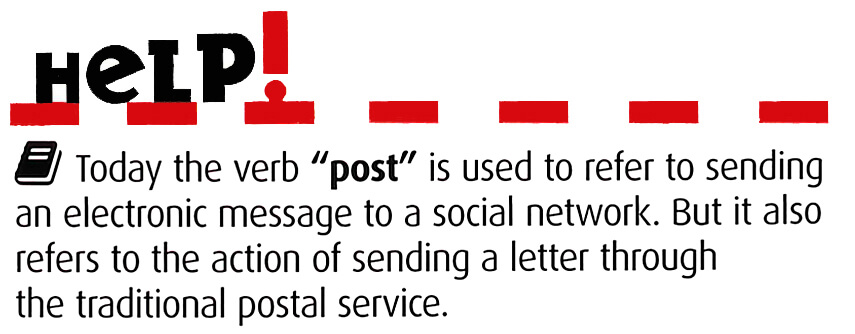 HeLP!
Today the verb “post” is used to refer to sending
an electronic message to a social network. But it also
refers to the action of sending a letter through
the traditional postal service.